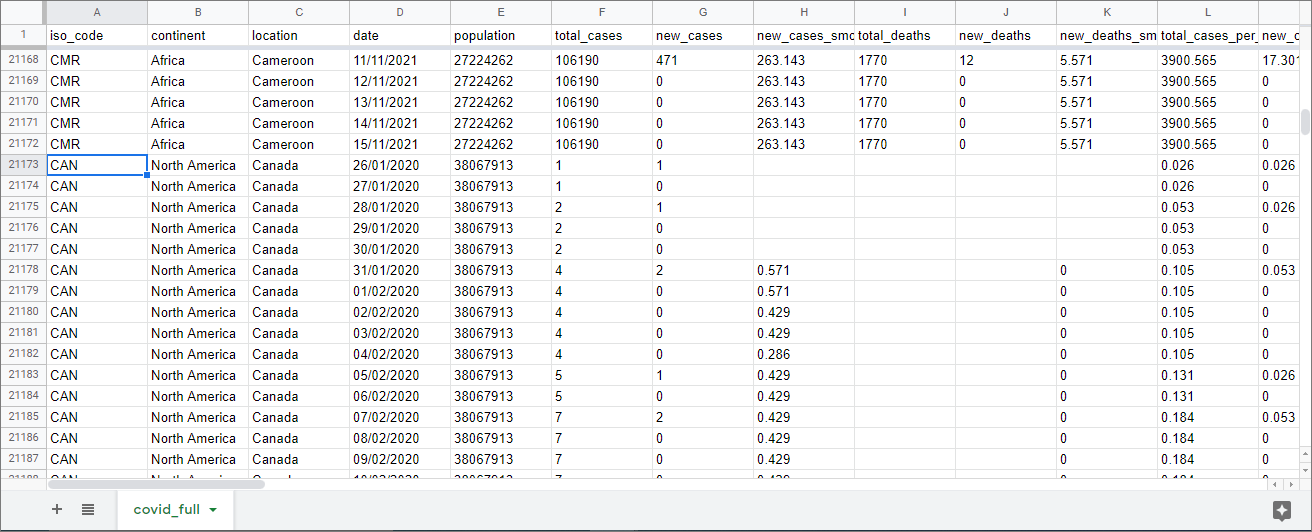 A B C D E F G H I J K L
1 iso_code continent location date population total_cases new_cases new_cases_smo total_deaths new_deaths new_deaths_sm total_cases_per_ new_c
21168 CMR Africa Cameroon 11/11/2021 27224262 106190 471 263.143 1770 12 5.571 3900.565 17.301
21169 CMR Africa Cameroon 12/11/2021 27224262 106190 0 263.143 1770 0 5.571 3900.565 0
21170 CMR Africa Cameroon 13/11/2021 27224262 106190 0 263.143 1770 0 5.571 3900.565 0
21171 CMR Africa Cameroon 14/11/2021 27224262 106190 0 263.143 1770 0 5.571 3900.565 0
21172 CMR Africa Cameroon 15/11/2021 27224262 106190 0 263.143 1770 0 5.571 3900.565 0
21173 CAN North America Canada 26/01/2020 38067913 1 1 0.026 0.026
21174 CAN North America Canada 27/01/2020 38067913 1 0 0.026 0
21175 CAN North America Canada 28/01/2020 38067913 2 1 0.053 0.026
21176 CAN North America Canada 29/01/2020 38067913 2 0 0.053 0
21177 CAN North America Canada 30/01/2020 38067913 2 0 0.053 0
21178 CAN North America Canada 31/01/2020 38067913 4 2 0.571 0 0.105 0.053
21179 CAN North America Canada 01/02/2020 38067913 4 0 0.571 0 0.105 0
21180 CAN North America Canada 02/02/2020 38067913 4 0 0.429 0 0.105 0
21181 CAN North America Canada 03/02/2020 38067913 4 0 0.429 0 0.105 0
21182 CAN North America Canada 04/02/2020 38067913 4 0 0.286 0 0.105 0
21183 CAN North America Canada 05/02/2020 38067913 5 1 0.429 0 0.131 0.026
21184 CAN North America Canada 06/02/2020 38067913 5 0 0.429 0 0.131 0
21185 CAN North America Canada 07/02/2020 38067913 7 2 0.429 0 0.184 0.053
21186 CAN North America Canada 08/02/2020 38067913 7 0 0.429 0 0.184 0
21187 CAN North America Canada 09/02/2020 38067913 7 0 0.429 0 0.184 0
covid_full